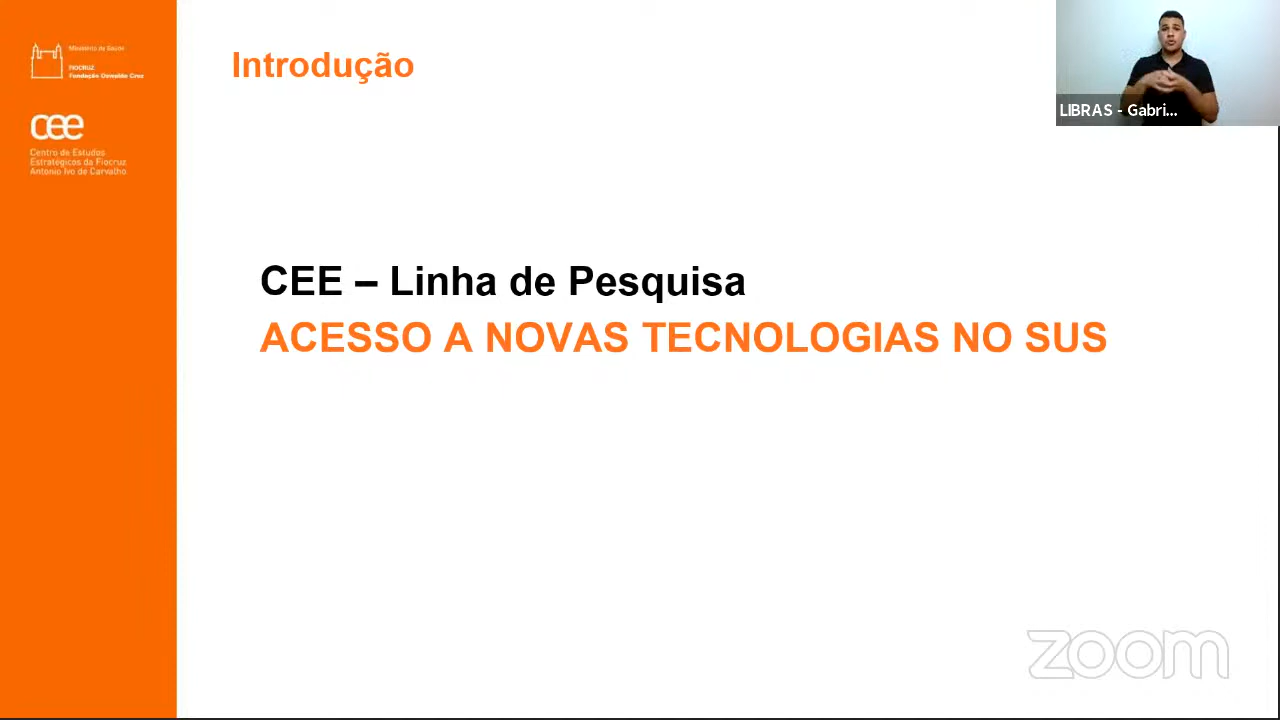 Ministério da Saúde
FIOCRUZ
Fundação Oswaldo Cruz
cee
Centro de Estudos
Estratégicos da Fiocruz
Antonio Ivo de Carvalho
Introdução
LIBRAS - Gabri...
CEE – Linha de Pesquisa
ACESSO A NOVAS TECNOLOGIAS NO SUS
zoom